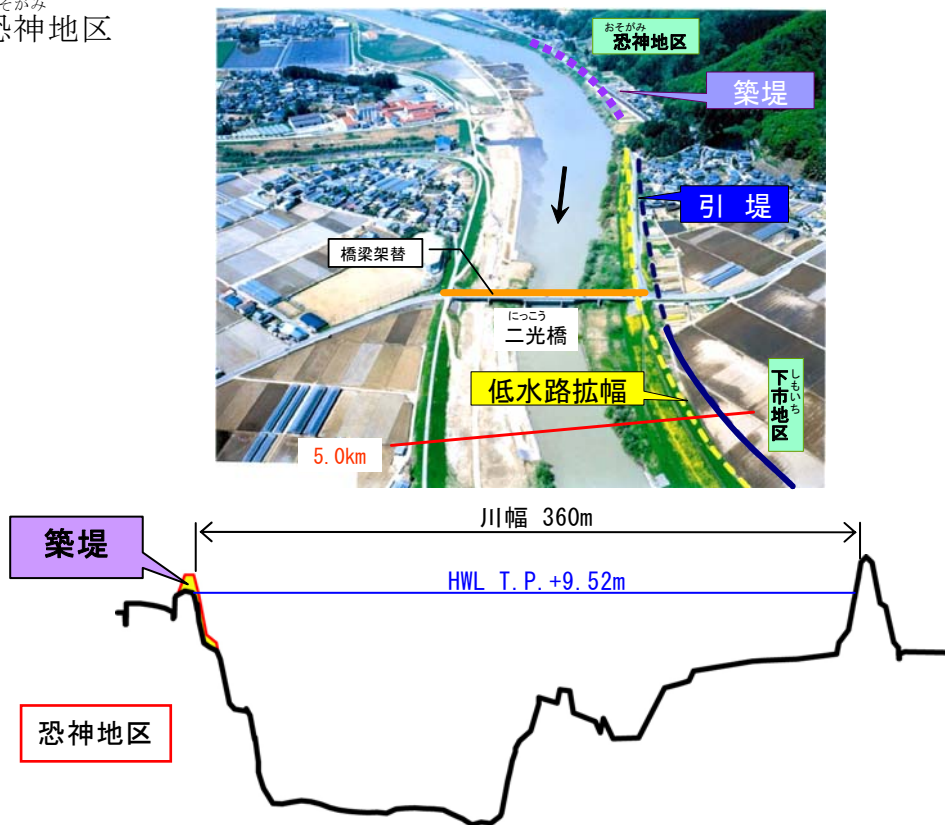 おそがみ
恐神地区
おそがみ
恐神地区
築堤
引 堤
橋梁架替
にっこう
二光橋
低水路拡幅
下市地区
しもいち
5.0km
川幅 360m
築堤
HWL T.P.+9.52m
恐神地区